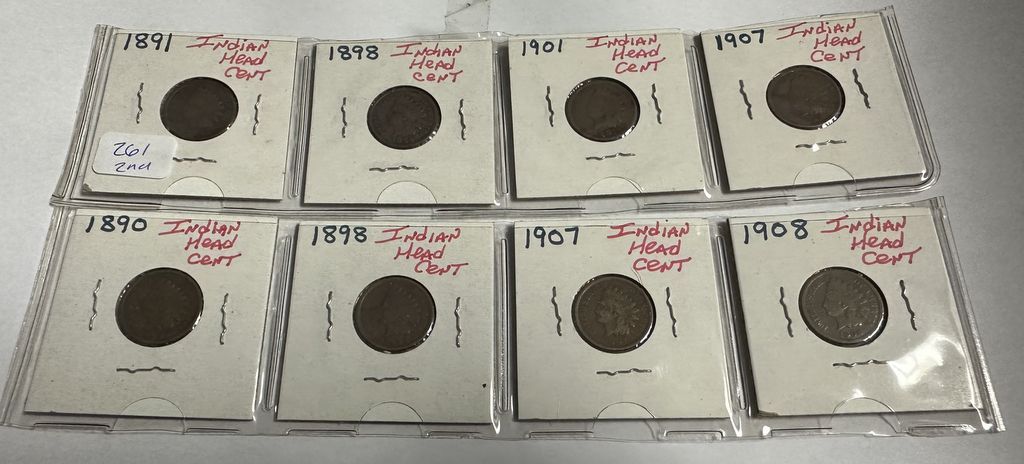 1891 INDIAN
HEAD
CENT
261
2nd
1898 INDIAN
HEAD
CENT
1901 INDIAN
HEAD
CENT
1907 INDIAN
HEAD
CENT
1890 INDIAN
HEAD
CENT
1898 INDIAN
HEAD
CENT
1907 INDIAN
HEAD
CENT
1908 INDIAN
HEAD
CENT